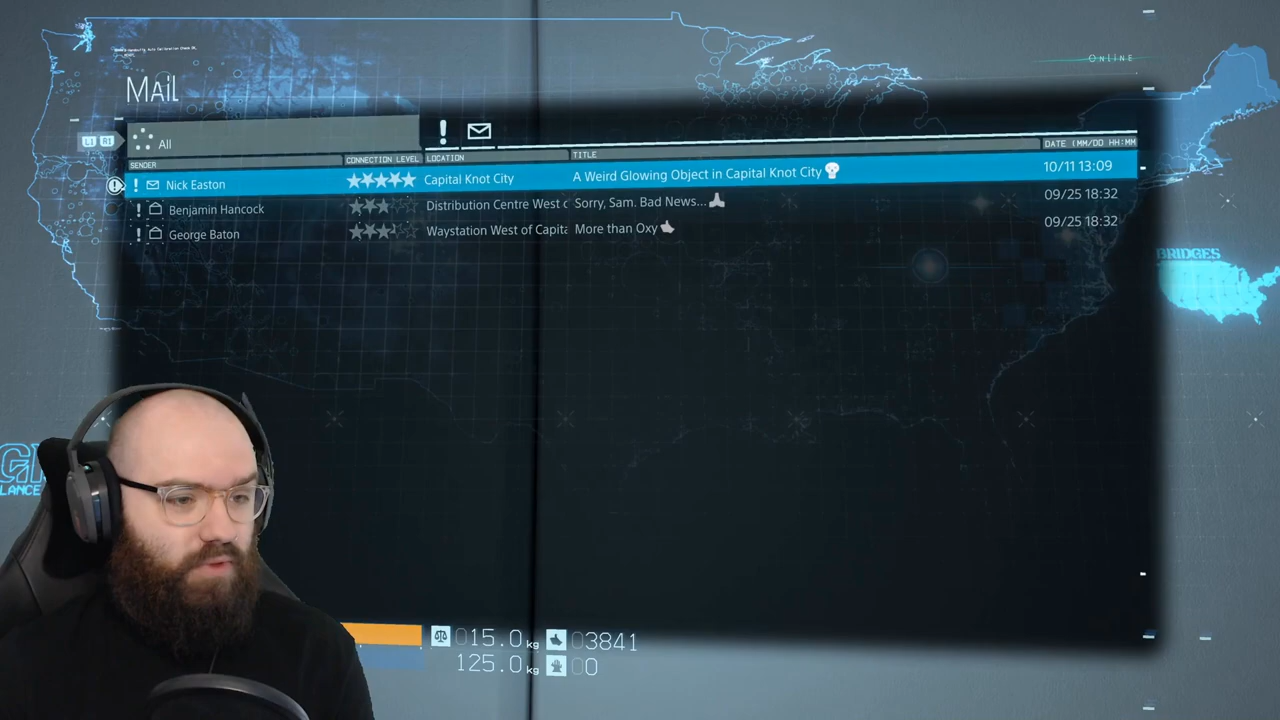 ONLINE
MAIL
L1 R1
All
SENDER CONNECTION LEVEL LOCATION TITLE DATE (MM/DD HH:MM
Nick Easton Capital Knot City A Weird Glowing Object in Capital Knot City 10/11 13:09
Benjamin Hancock Distribution Centre West c Sorry, Sam. Bad News... 09/25 18:32
George Baton Waystation West of Capita More than Oxy 09/25 18:32
BRIDGES
LANCE
015.0 kg 03841
125.0 kg 00